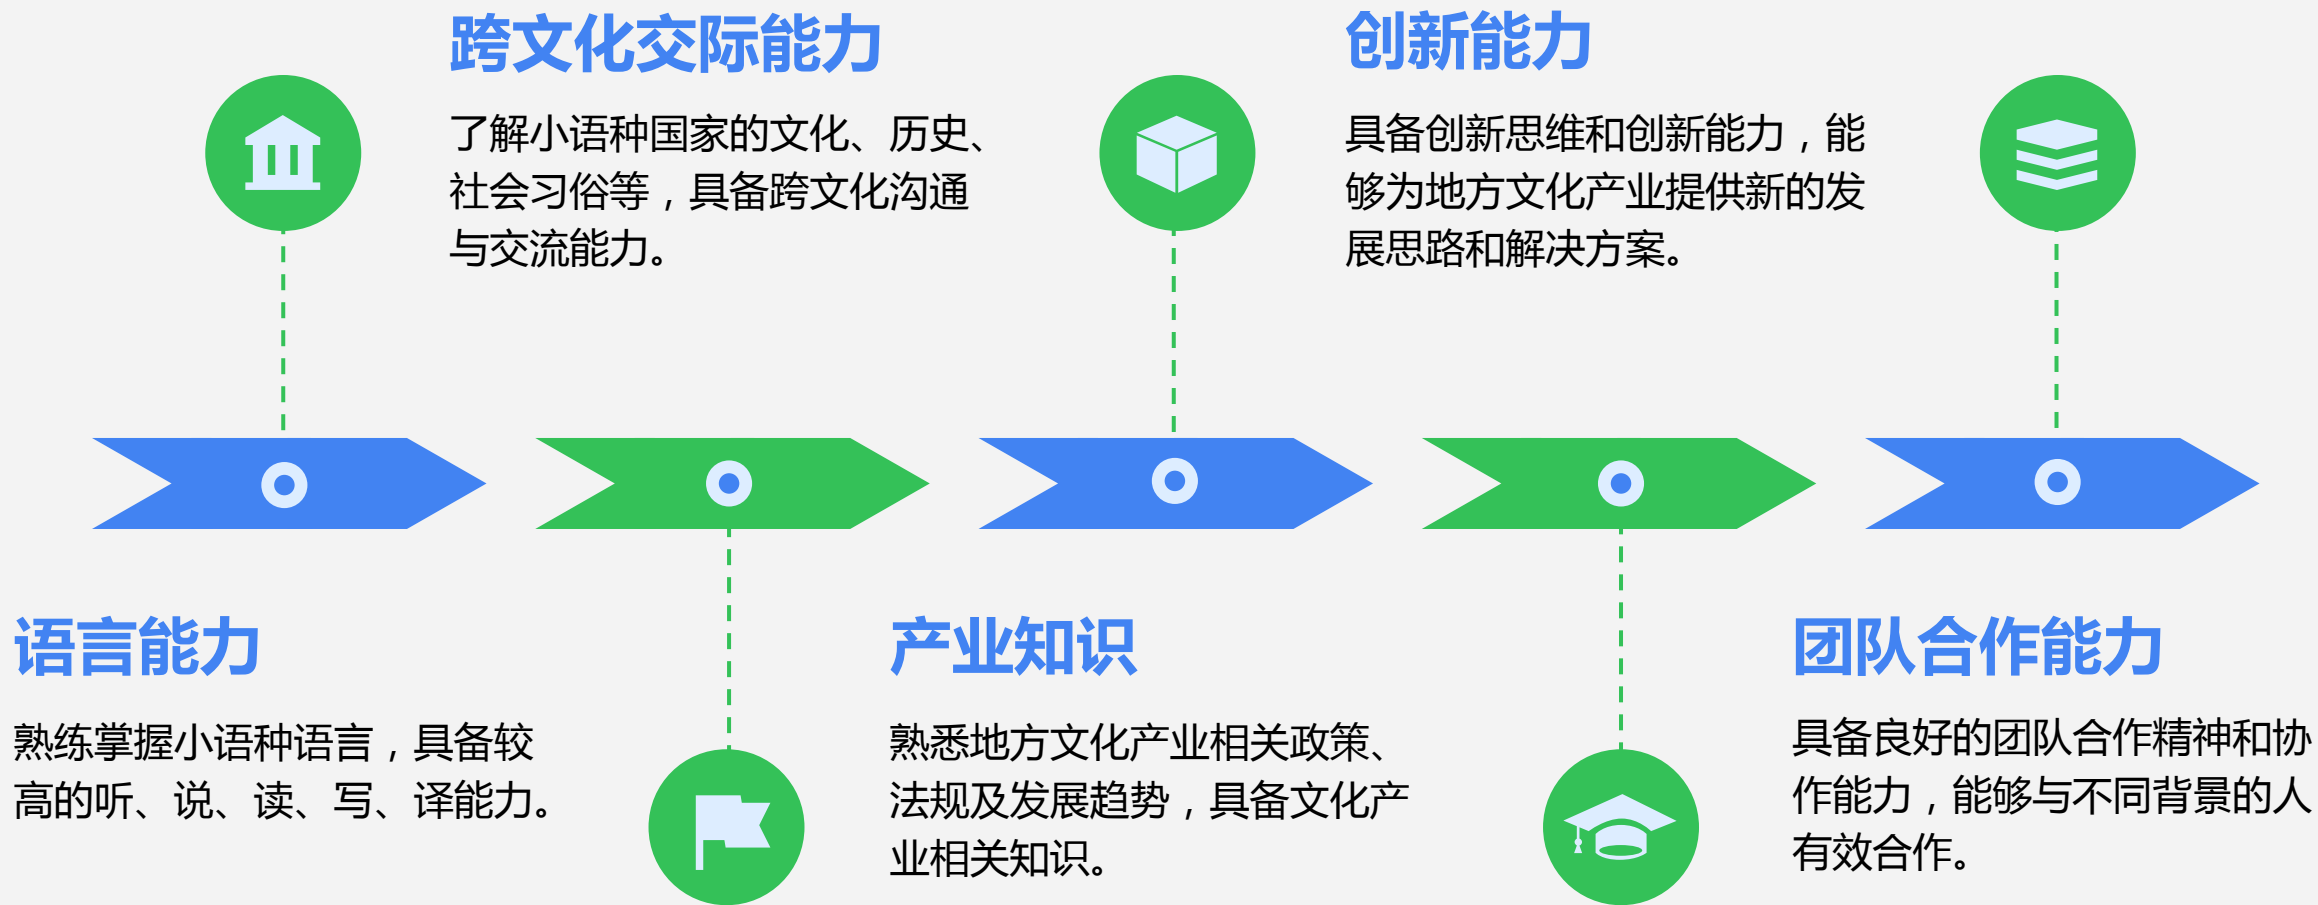 跨文化交际能力
了解小语种国家的文化、历史、
社会习俗等，具备跨文化沟通
与交流能力。
创新能力
具备创新思维和创新能力，能
够为地方文化产业提供新的发
展思路和解决方案。
语言能力
熟练掌握小语种语言，具备较
高的听、说、读、写、译能力。
产业知识
熟悉地方文化产业相关政策、
法规及发展趋势，具备文化产
业相关知识。
团队合作能力
具备良好的团队合作精神和协
作能力，能够与不同背景的人
有效合作。